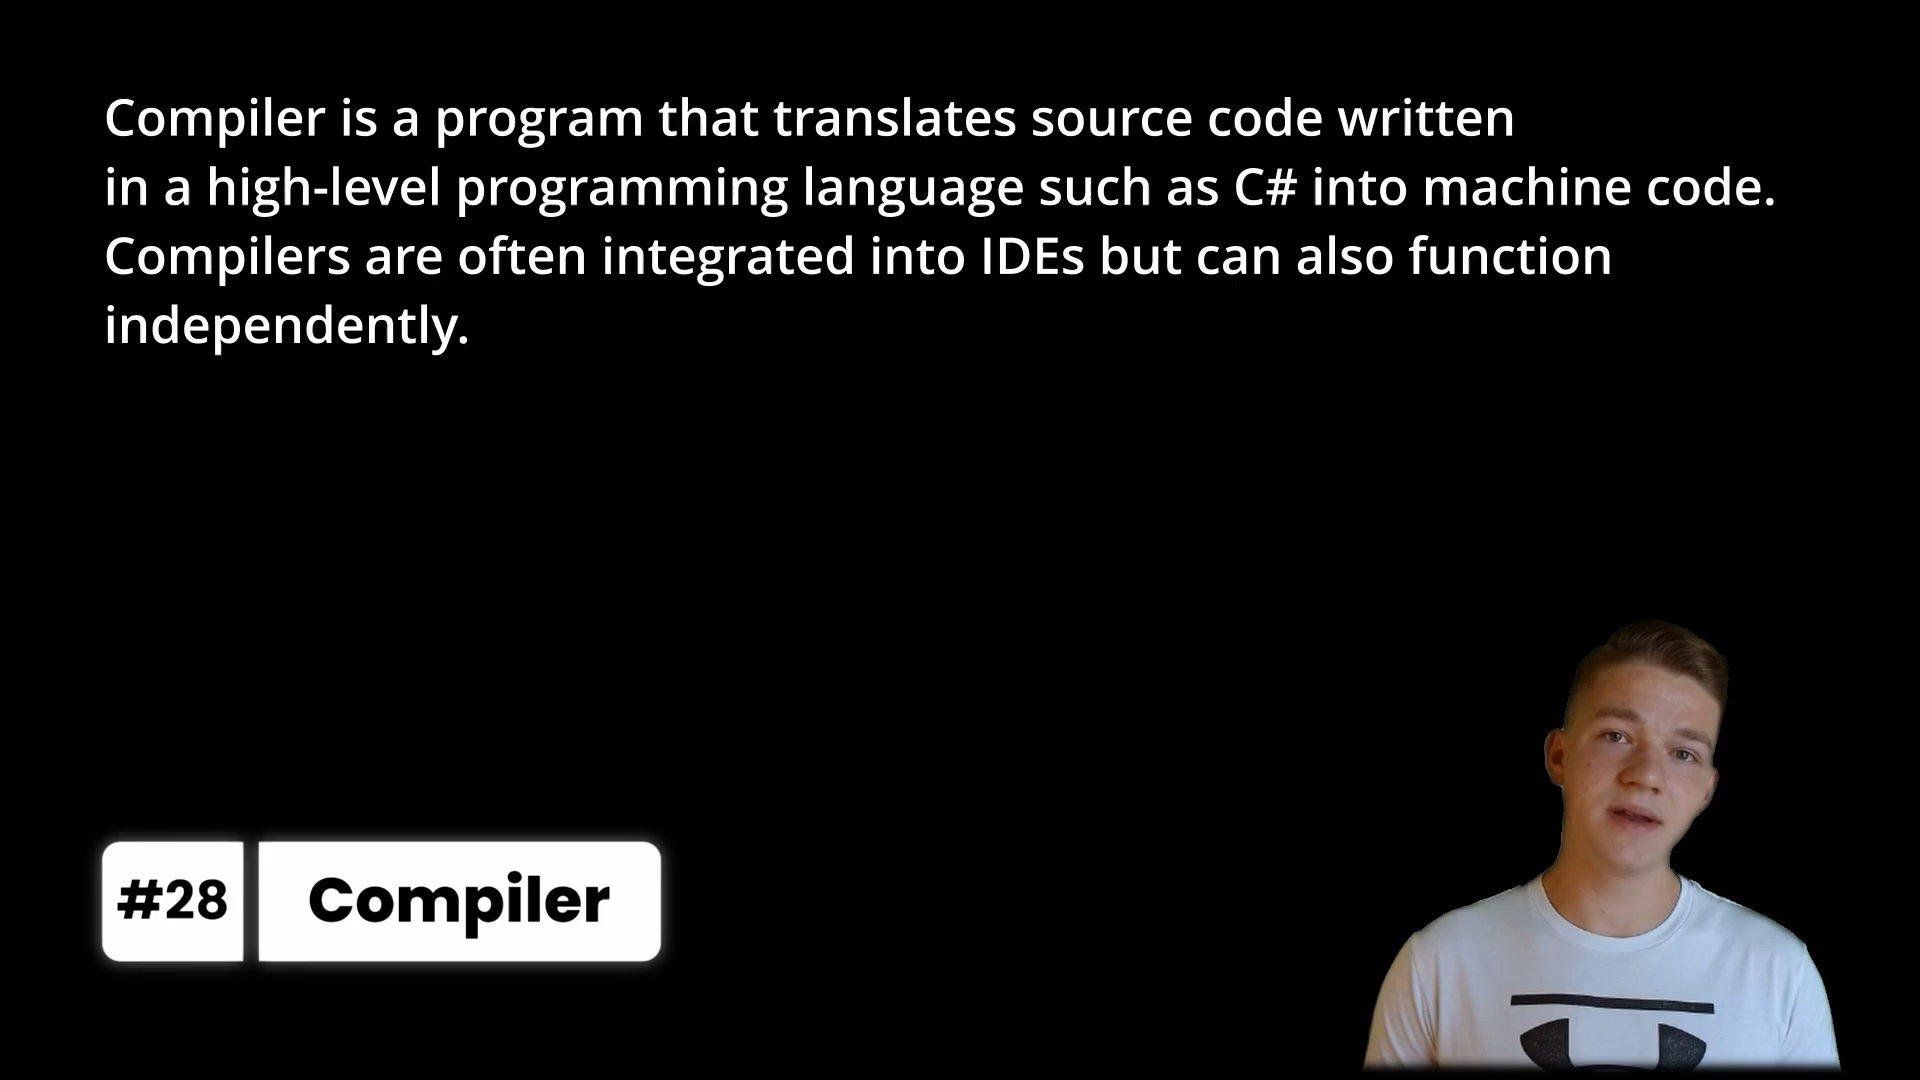 Compiler is a program that translates source code written
in a high-level programming language such as C# into machine code.
Compilers are often integrated into IDEs but can also function
independently.
#28 Compiler